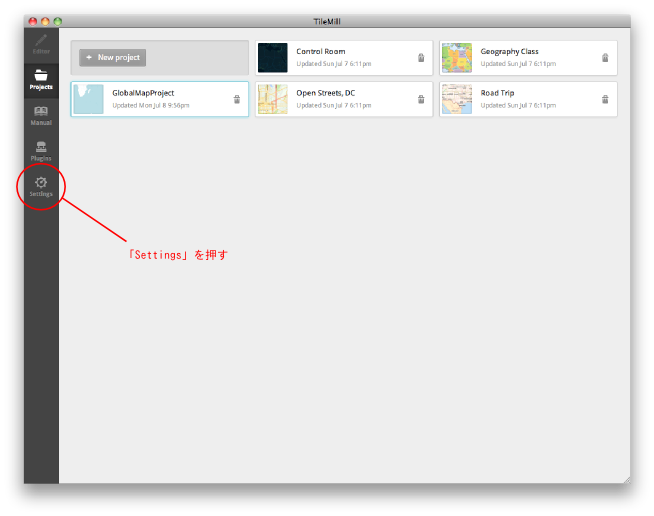 TileMill
Editor
Projects
Manual
Plugins
Settings
+ New project
Control Room
Updated Sun Jul 7 6:11pm
Geography Class
Updated Sun Jul 7 6:11pm
GlobalMapProject
Updated Mon Jul 8 9:56pm
Open Streets, DC
Updated Sun Jul 7 6:11pm
Road Trip
Updated Sun Jul 7 6:11pm
「Settings」を押す